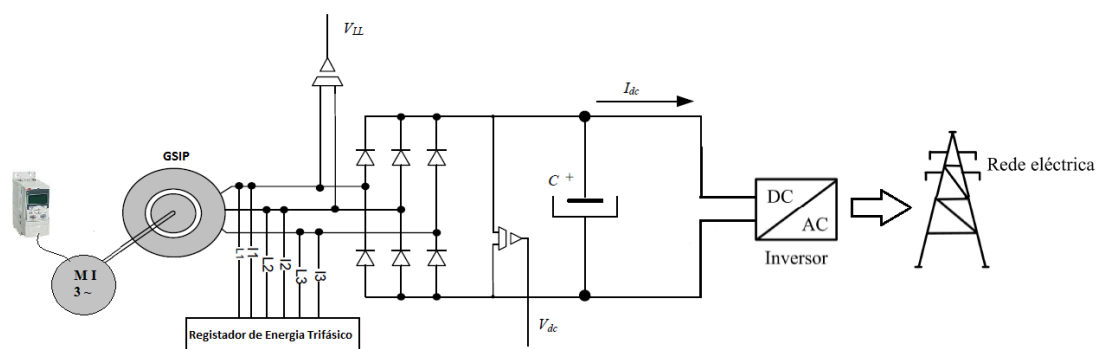 V_LL
I_dc
GSIP
Rede eléctrica
C +
DC
AC
M I
3 ~
L1
I1
L2
I2
L3
I3
Inversor
Registador de Energia Trifásico
V_dc